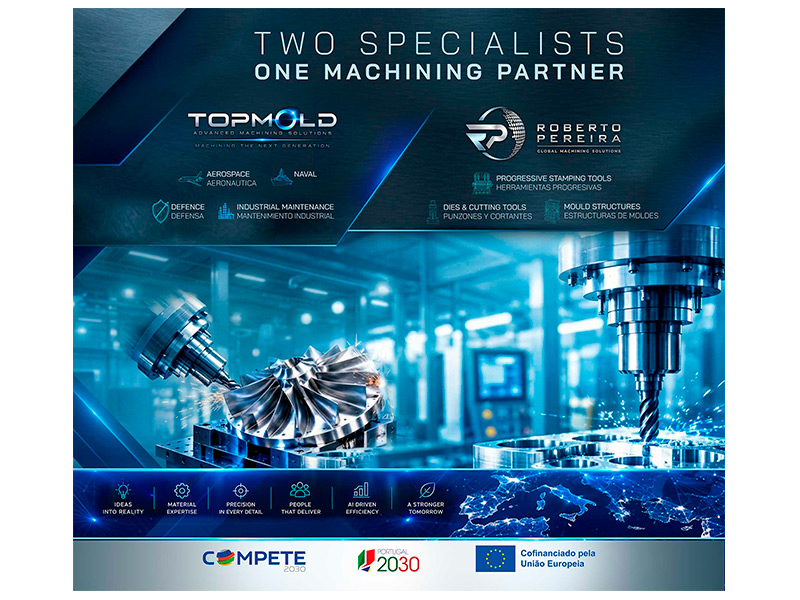 TWO SPECIALISTS
ONE MACHINING PARTNER
TOPMOLD
ADVANCED MACHINING SOLUTIONS
MACHINING THE NEXT GENERATION
AEROSPACE
AERONAUTICA
NAVAL
DEFENCE
DEFENSA
INDUSTRIAL MAINTENANCE
MANTENIMIENTO INDUSTRIAL
RP
ROBERTO
PEREIRA
GLOBAL MACHINING SOLUTIONS
PROGRESSIVE STAMPING TOOLS
HERRAMIENTAS PROGRESIVAS
DIES & CUTTING TOOLS
PUNZONES Y CORTANTES
MOULD STRUCTURES
ESTRUCTURAS DE MOLDES
IDEAS
INTO REALITY
MATERIAL
EXPERTISE
PRECISION
IN EVERY DETAIL
PEOPLE
THAT DELIVER
AI DRIVEN
EFFICIENCY
A STRONGER
TOMORROW
COMPETE
2030
PORTUGAL
2030
Cofinanciado pela
União Europeia